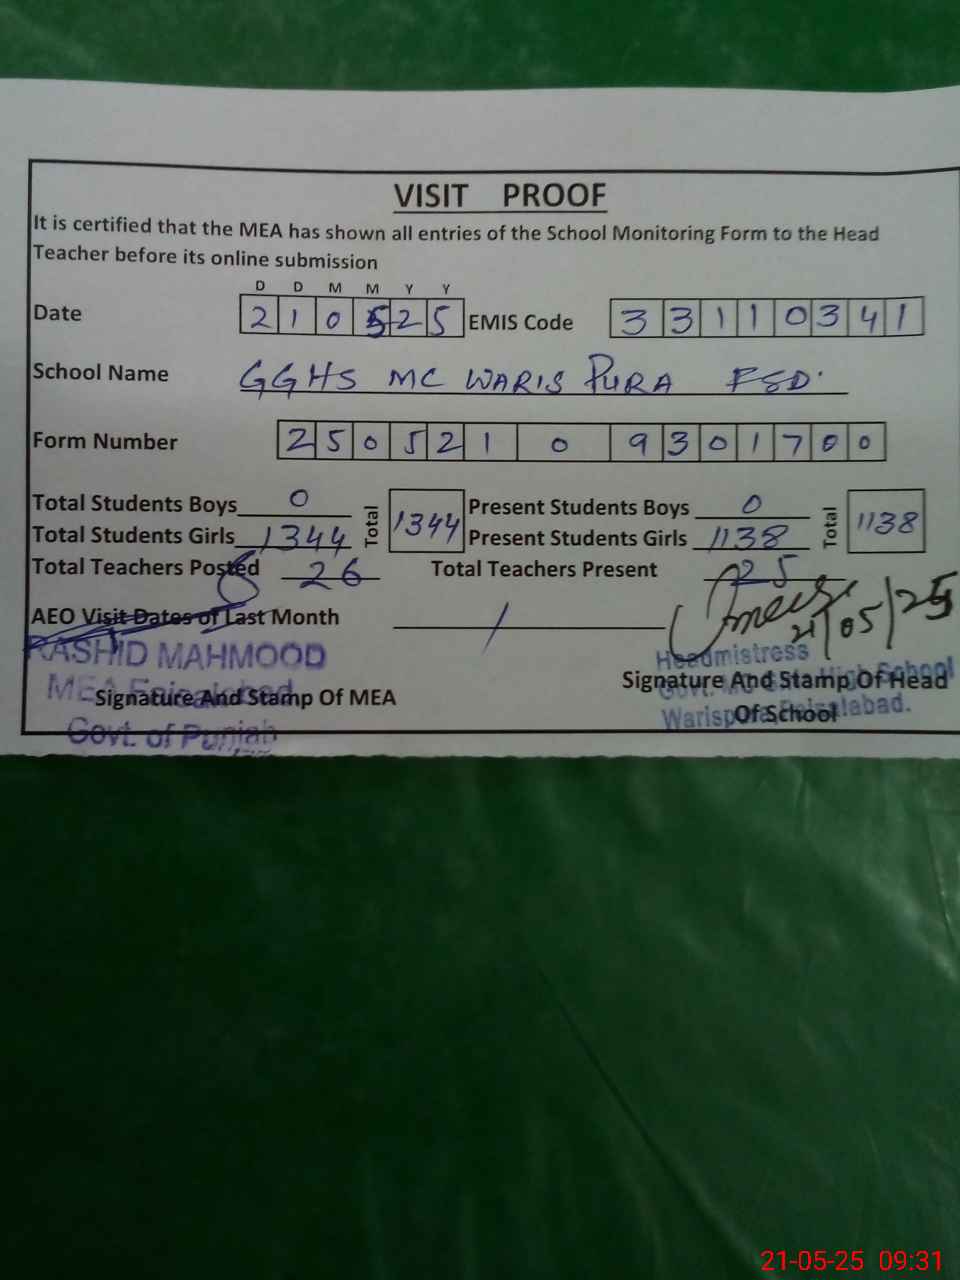 VISIT PROOF
It is certified that the MEA has shown all entries of the School Monitoring Form to the Head
Teacher before its online submission
D D M M Y Y
Date 2 1 0 5 2 5 EMIS Code 3 3 1 1 0 3 4 1
School Name GGHS MC WARIS PURA FSD.
Form Number 2 5 0 5 2 1 0 9 3 0 1 7 0 0
Total Students Boys 0 Total 1344 Present Students Boys 0 Total 1138
Total Students Girls 1344 Present Students Girls 1138
Total Teachers Posted 26 Total Teachers Present 25
AEO Visit Dates of Last Month /
21/05/25
RASHID MAHMOOD
MEA Faisalabad
Govt. of Punjab
Signature And Stamp Of MEA
Headmistress
Govt. MC High School
Warispura Faisalabad.
Signature And Stamp Of Head
Of School
21-05-25 09:31